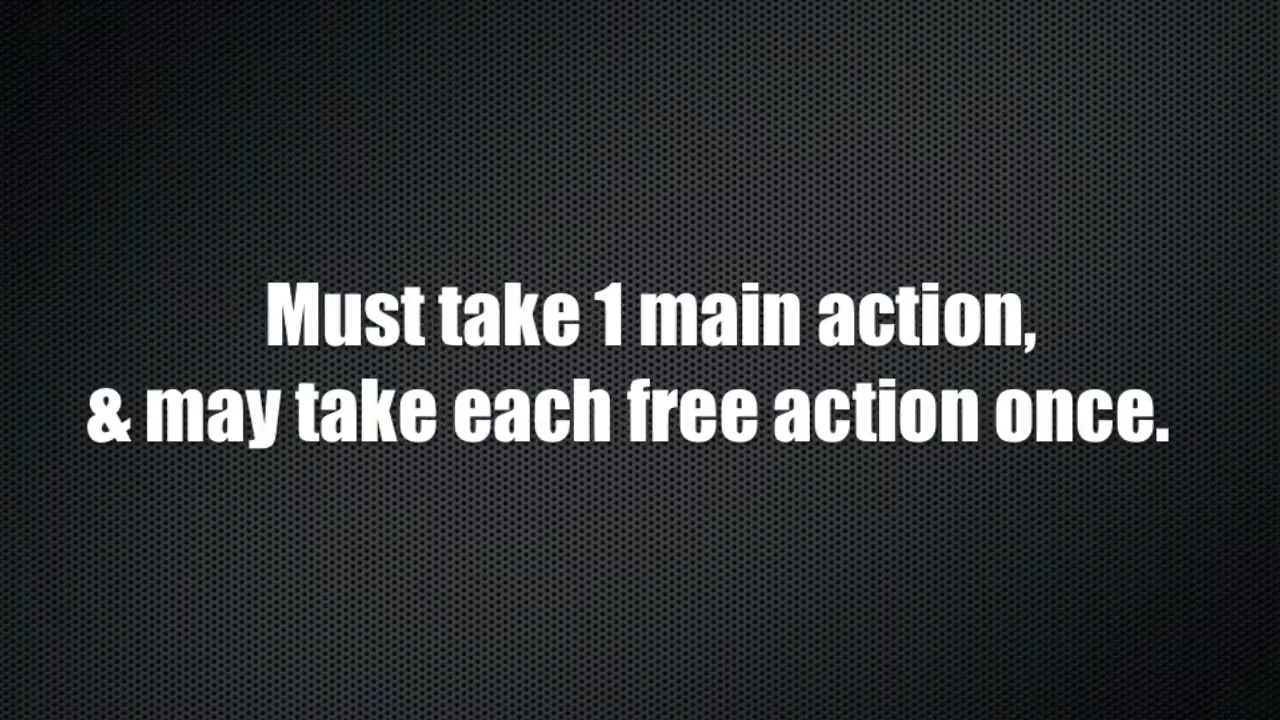 Must take 1 main action,
& may take each free action once.